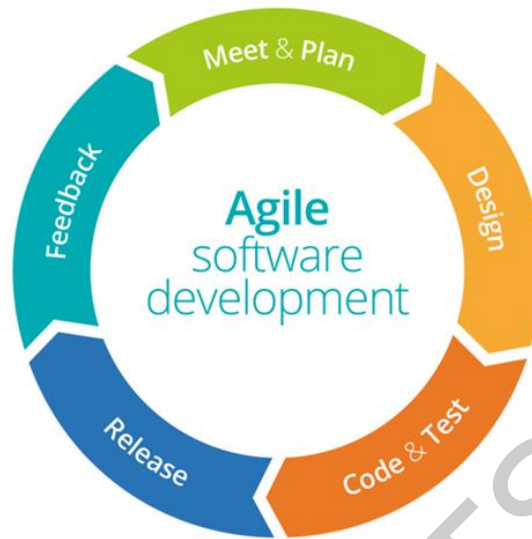 Meet & Plan
Design
Code & Test
Release
Feedback
Agile
software
development